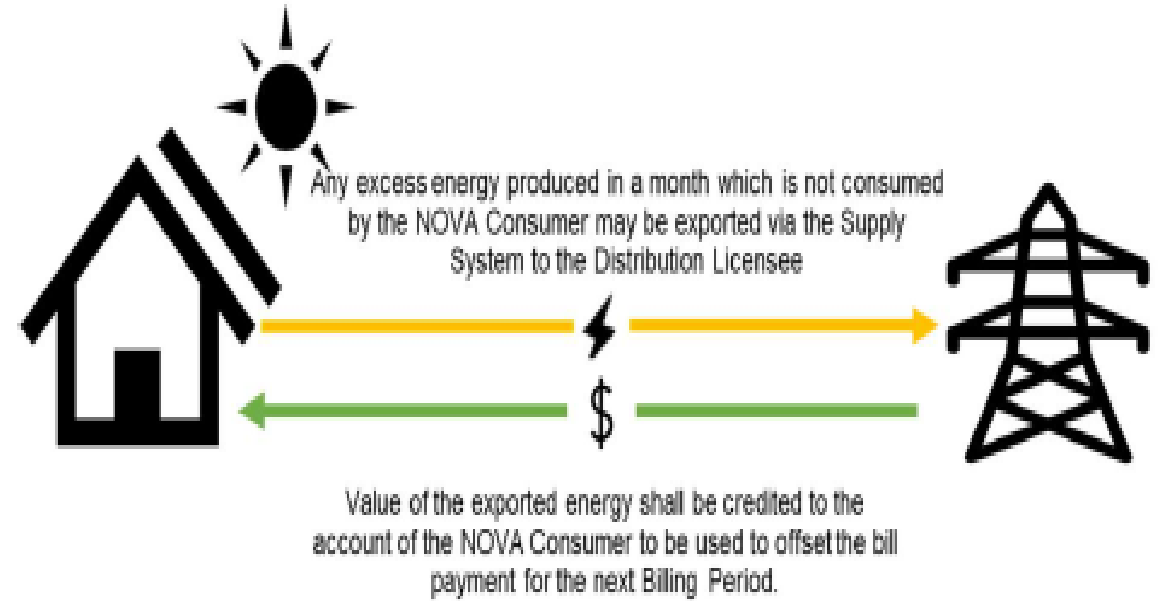 Any excess energy produced in a month which is not consumed
by the NOVA Consumer may be exported via the Supply
System to the Distribution Licensee
$
Value of the exported energy shall be credited to the
account of the NOVA Consumer to be used to offset the bill
payment for the next Billing Period.